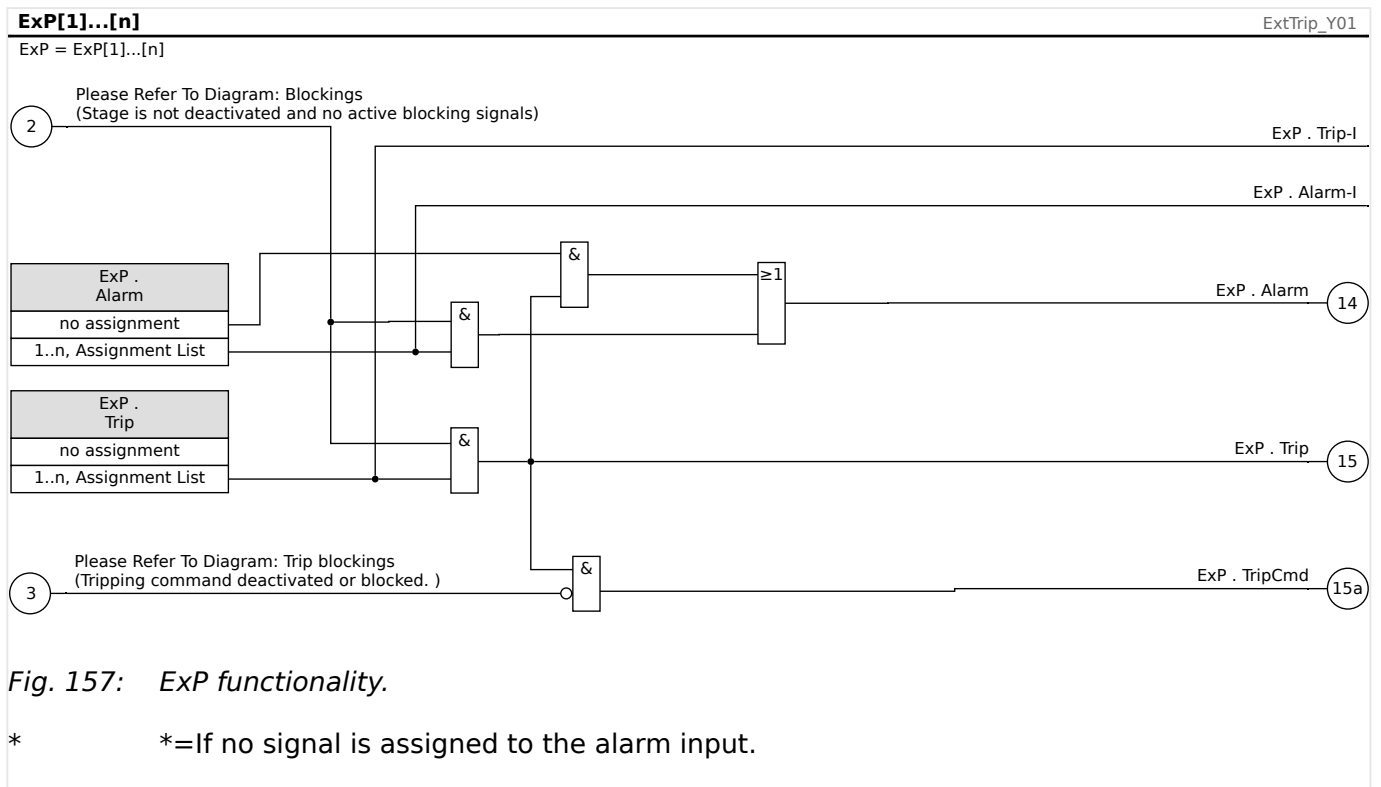 ExP[1]...[n]
ExtTrip_Y01
ExP = ExP[1]...[n]
Please Refer To Diagram: Blockings
(Stage is not deactivated and no active blocking signals)
2
ExP . Trip-I
ExP . Alarm-I
&
≥1
ExP .
Alarm
ExP . Alarm
14
no assignment
&
1..n, Assignment List
ExP .
Trip
no assignment
&
ExP . Trip
15
1..n, Assignment List
Please Refer To Diagram: Trip blockings
(Tripping command deactivated or blocked. )
3
&
ExP . TripCmd
15a
Fig. 157: ExP functionality.
* *=If no signal is assigned to the alarm input.